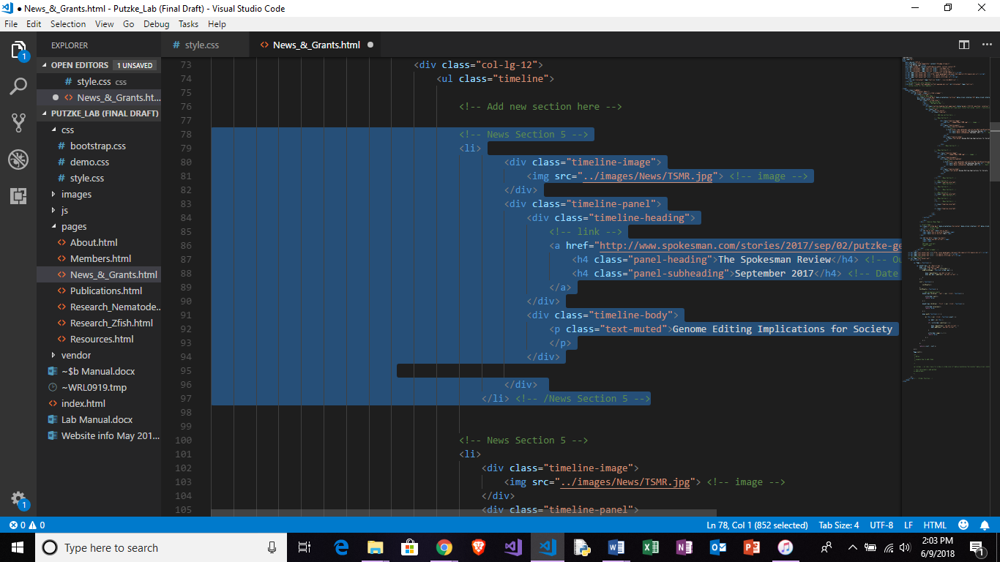 ● News_&_Grants.html - Putzke_Lab (Final Draft) - Visual Studio Code
File Edit Selection View Go Debug Tasks Help
EXPLORER
OPEN EDITORS 1 UNSAVED
# style.css css
● <> News_&_Grants.ht...
PUTZKE_LAB (FINAL DRAFT)
css
# bootstrap.css
# demo.css
# style.css
images
js
pages
<> About.html
<> Members.html
<> News_&_Grants.html
<> Publications.html
<> Research_Nematode...
<> Research_Zfish.html
<> Resources.html
vendor
~$b Manual.docx
~WRL0919.tmp
<> index.html
Lab Manual.docx
Website info May 201...
1
1
# style.css
<> News_&_Grants.html ●
73 <div class="col-lg-12">
74 <ul class="timeline">
75
76 <!-- Add new section here -->
77
78 <!-- News Section 5 -->
79 <li>
80 <div class="timeline-image">
81 <img src="../images/News/TSMR.jpg"> <!-- image -->
82 </div>
83 <div class="timeline-panel">
84 <div class="timeline-heading">
85 <!-- link -->
86 <a href="http://www.spokesman.com/stories/2017/sep/02/putzke-ge
87 <h4 class="panel-heading">The Spokesman Review</h4> <!-- Ou
88 <h4 class="panel-subheading">September 2017</h4> <!-- Date
89 </a>
90 </div>
91 <div class="timeline-body">
92 <p class="text-muted">Genome Editing Implications for Society
93 </p>
94 </div>
95
96 </div>
97 </li> <!-- /News Section 5 -->
98
99
100 <!-- News Section 5 -->
101 <li>
102 <div class="timeline-image">
103 <img src="../images/News/TSMR.jpg"> <!-- image -->
104 </div>
105 <div class="timeline-panel">
0 0
Ln 78, Col 1 (852 selected) Tab Size: 4 UTF-8 LF HTML
Type here to search
2:03 PM
6/9/2018
1